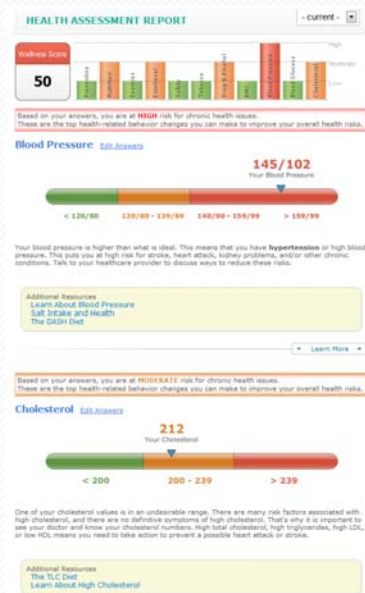 HEALTH ASSESSMENT REPORT
- current -
Wellness Score
50
High
Moderate
Low
Nutrition
Exercise
Emotional
Safety
Tobacco
Drug & Alcohol
BMI
Blood Pressure
Blood Glucose
Cholesterol
Based on your answers, you are at HIGH risk for chronic health issues.
These are the top health-related behavior changes you can make to improve your overall health risks.
Blood Pressure Edit Answers
145/102
Your Blood Pressure
< 120/80 120/80 - 139/89 140/90 - 159/99 > 159/99
Your blood pressure is higher than what is ideal. This means that you have hypertension or high blood
pressure. This puts you at high risk for stroke, heart attack, kidney problems, and/or other chronic
conditions. Talk to your healthcare provider to discuss ways to reduce these risks.
Additional Resources
Learn About Blood Pressure
Salt Intake and Health
The DASH Diet
Learn More
Based on your answers, you are at MODERATE risk for chronic health issues.
These are the top health-related behavior changes you can make to improve your overall health risks.
Cholesterol Edit Answers
212
Your Cholesterol
< 200 200 - 239 > 239
One of your cholesterol values is in an undesirable range. There are many risk factors associated with
high cholesterol, and there are no definitive symptoms of high cholesterol. That's why it is important to
see your doctor and know your cholesterol numbers. High total cholesterol, high triglycerides, high LDL,
or low HDL means you need to take action to prevent a possible heart attack or stroke.
Additional Resources
The TLC Diet
Learn About High Cholesterol